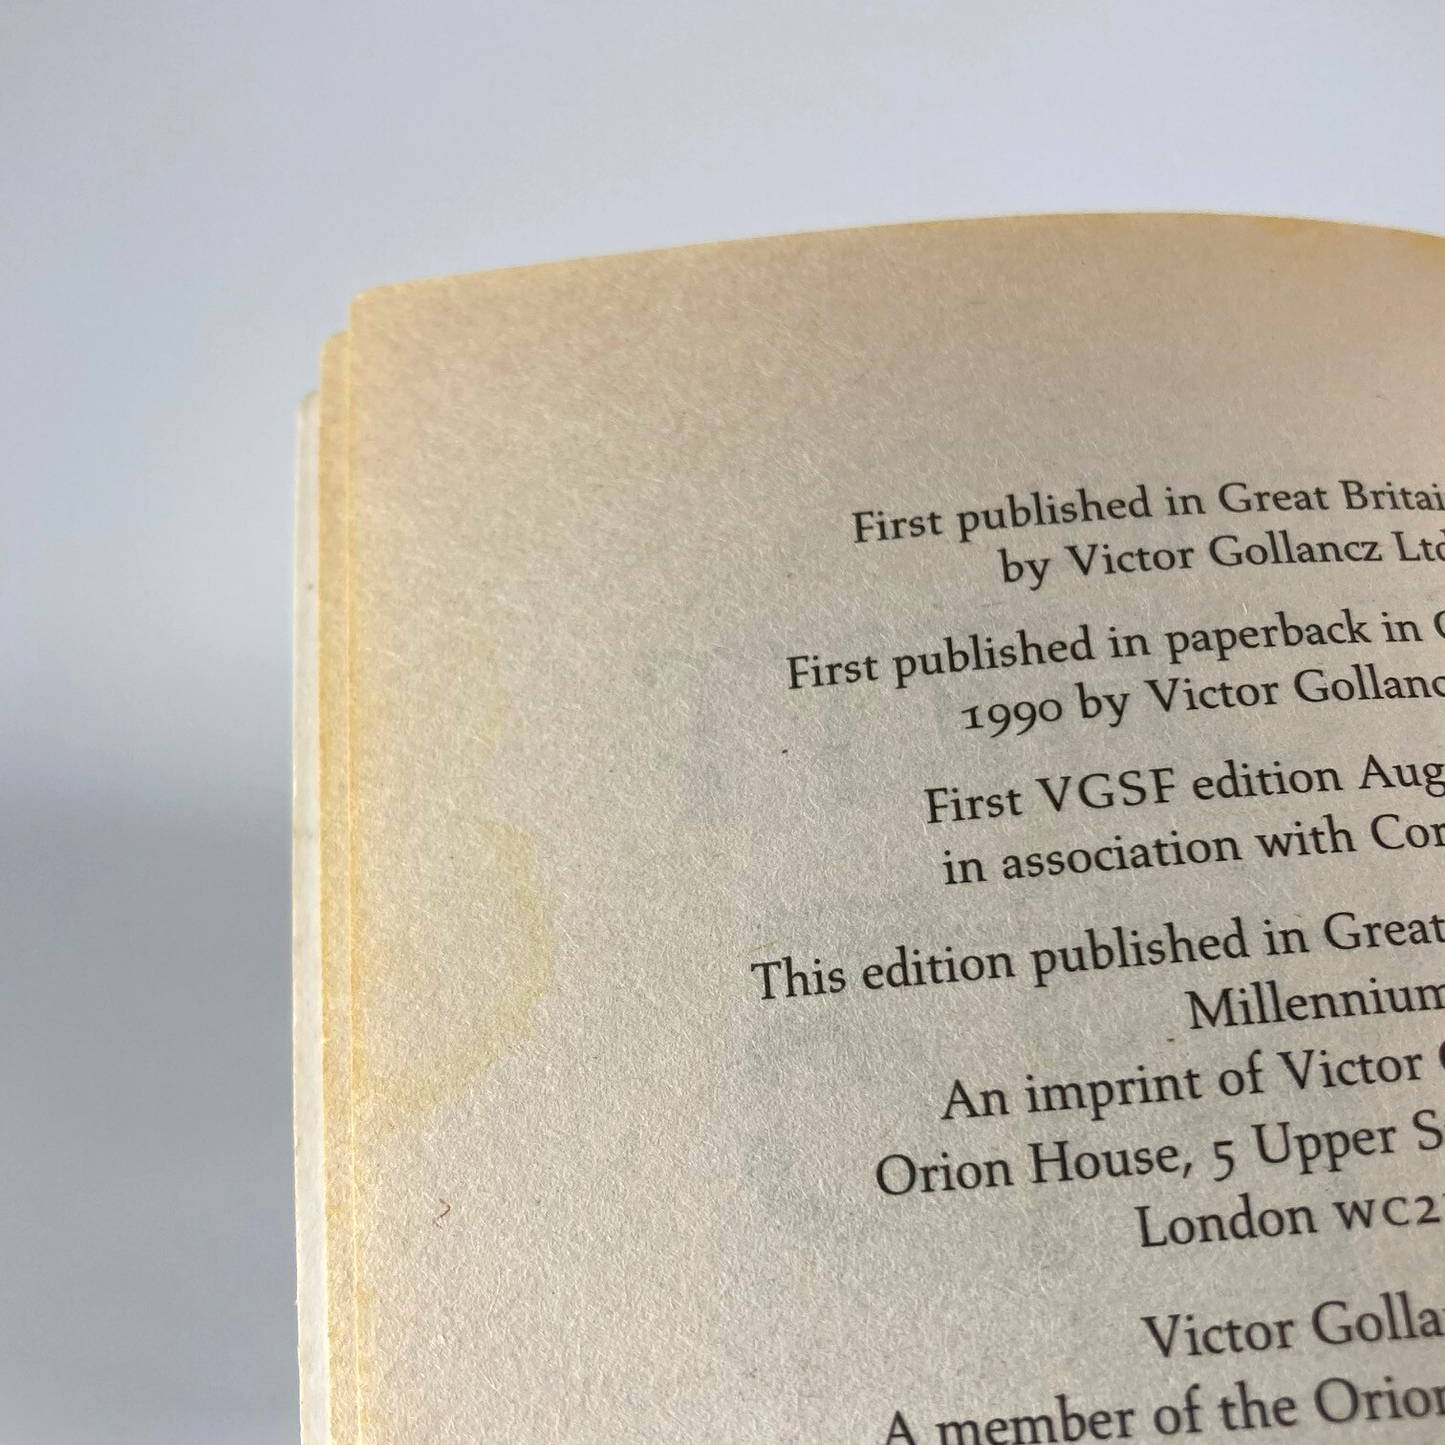 First published in Great Britai
by Victor Gollancz Ltd
First published in paperback in G
1990 by Victor Gollanc
First VGSF edition Aug
in association with Cor
This edition published in Great
Millennium
An imprint of Victor G
Orion House, 5 Upper S
London WC2
Victor Golla
A member of the Orion